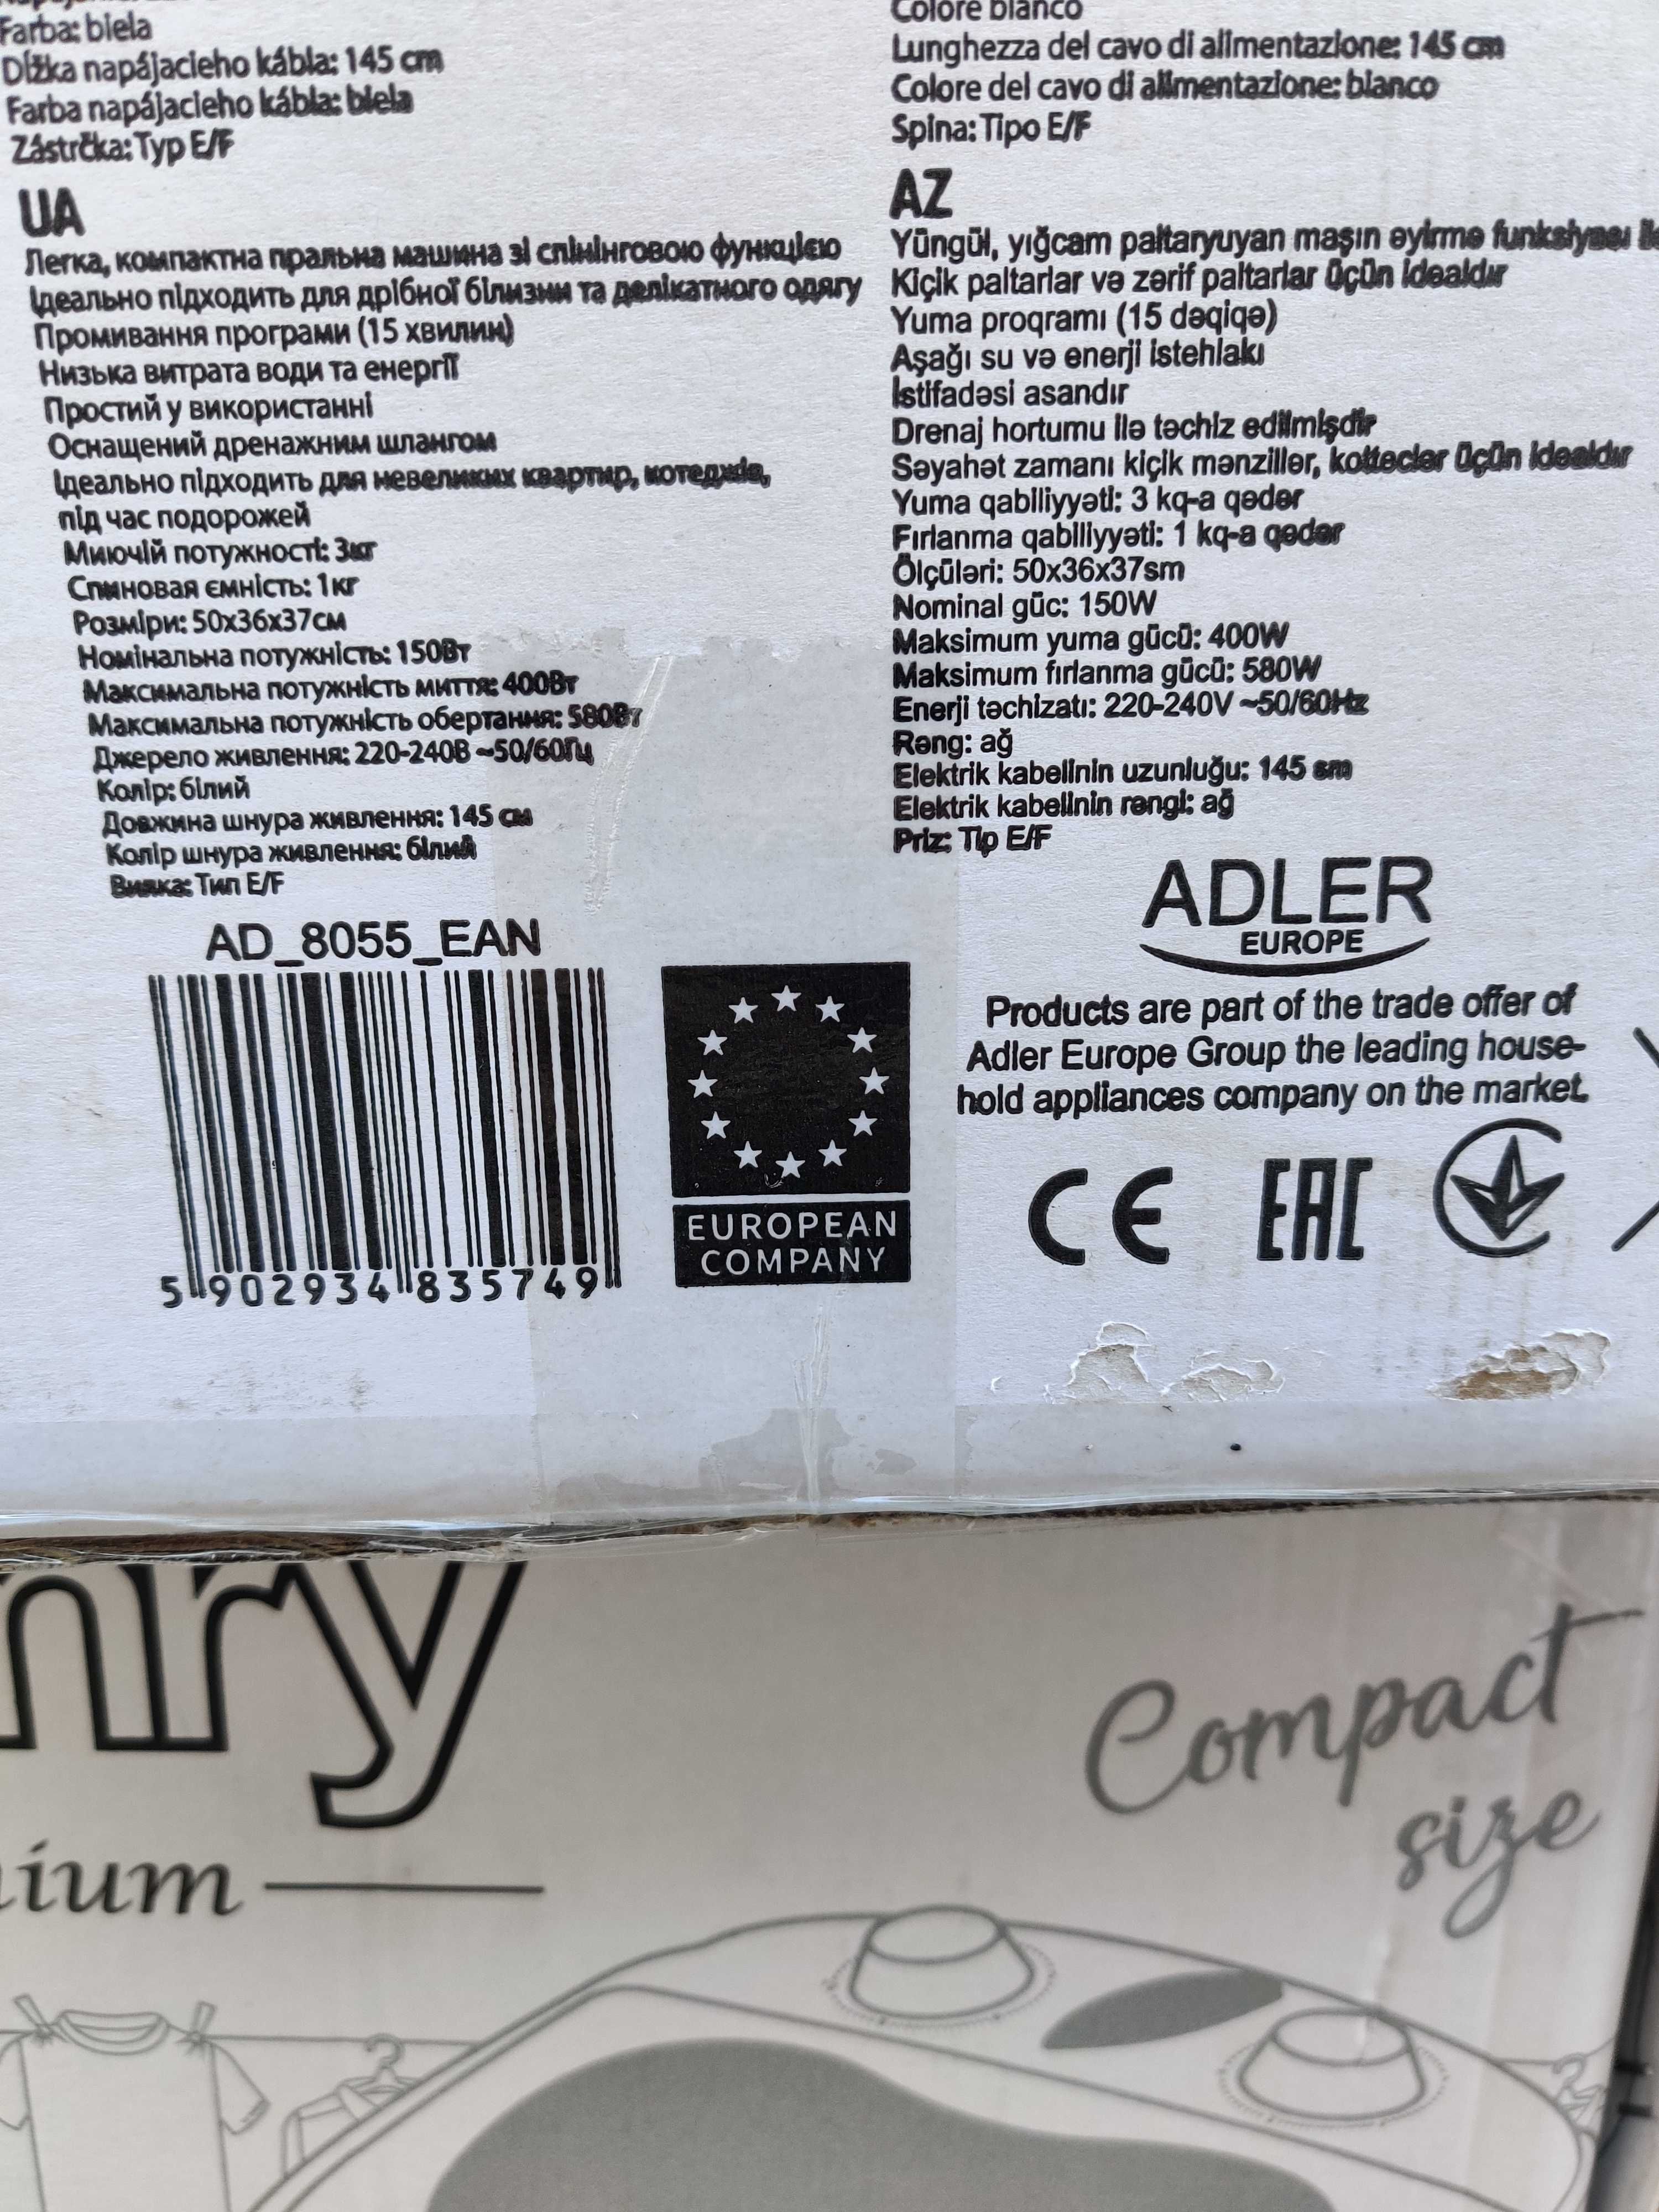 Farba: biela
Dĺžka napájacieho kábla: 145 cm
Farba napájacieho kábla: biela
Zástrčka: Typ E/F
UA
Легка, компактна пральна машина зі спінінговою функцією
Ідеально підходить для дрібної білизни та делікатного одягу
Промивання програми (15 хвилин)
Низька витрата води та енергії
Простий у використанні
Оснащений дренажним шлангом
Ідеально підходить для невеликих квартир, котеджів,
під час подорожей
Миючій потужності: 3кг
Спиновая ємність: 1кг
Розміри: 50х36х37см
Номінальна потужність: 150Вт
Максимальна потужність миття: 400Вт
Максимальна потужність обертання: 580Вт
Джерело живлення: 220-240В ~50/60Гц
Колір: білий
Довжина шнура живлення: 145 см
Колір шнура живлення: білий
Вилка: Тип E/F
AD_8055_EAN
5 902934 835749
EUROPEAN
COMPANY
Colore bianco
Lunghezza del cavo di alimentazione: 145 cm
Colore del cavo di alimentazione: bianco
Spina: Tipo E/F
AZ
Yüngül, yığcam paltaryuyan maşın əyirmə funksiyası ilə
Kiçik paltarlar və zərif paltarlar üçün idealdır
Yuma proqramı (15 dəqiqə)
Aşağı su və enerji istehlakı
İstifadəsi asandır
Drenaj hortumu ilə təchiz edilmişdir
Səyahət zamanı kiçik mənzillər, kotteclər üçün idealdır
Yuma qabiliyyəti: 3 kq-a qədər
Fırlanma qabiliyyəti: 1 kq-a qədər
Ölçüləri: 50x36x37sm
Nominal güc: 150W
Maksimum yuma gücü: 400W
Maksimum fırlanma gücü: 580W
Enerji təchizatı: 220-240V ~50/60Hz
Rəng: ağ
Elektrik kabelinin uzunluğu: 145 sm
Elektrik kabelinin rəngi: ağ
Priz: Tip E/F
ADLER
EUROPE
Products are part of the trade offer of
Adler Europe Group the leading house-
hold appliances company on the market.
CE EAC
nry
ium
Compact
size